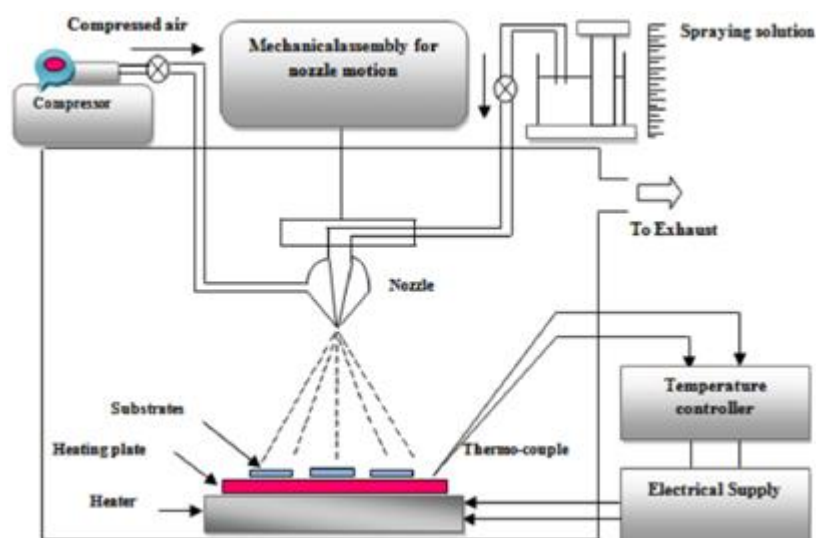 Compressed air
Mechanicalassembly for
nozzle motion
Spraying solution
Compressor
To Exhaust
Nozzle
Substrates
Heating plate
Thermo-couple
Heater
Temperature
controller
Electrical Supply